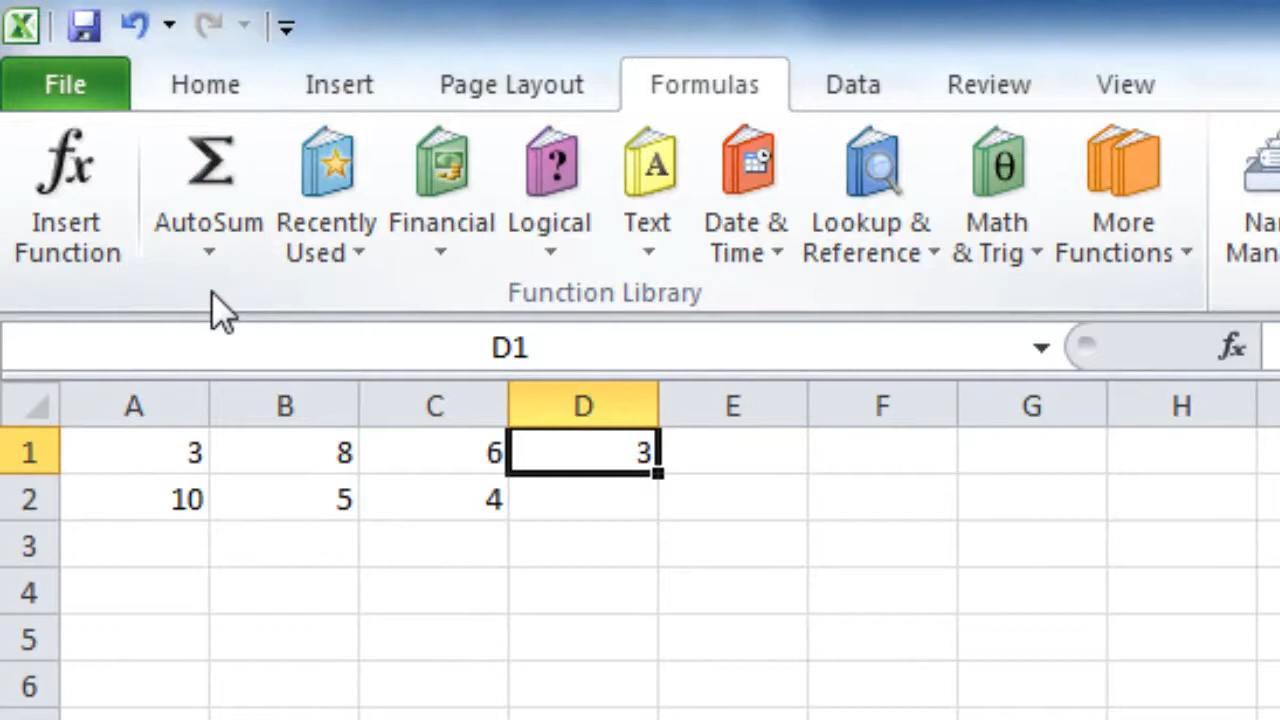 File Home Insert Page Layout Formulas Data Review View
fx Σ ? A θ
Insert Function AutoSum Recently Used Financial Logical Text Date & Time Lookup & Reference Math & Trig More Functions
Function Library
D1 fx
A B C D E F G H
1 3 8 6 3
2 10 5 4
3
4
5
6